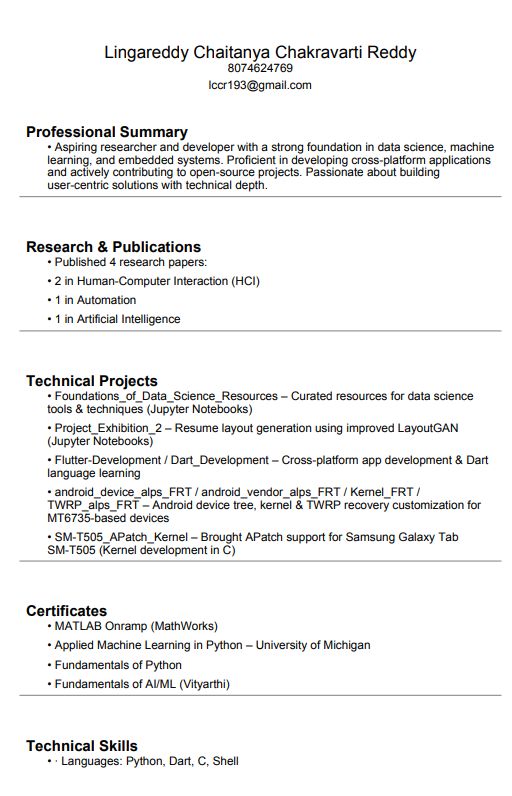 Lingareddy Chaitanya Chakravarti Reddy
8074624769
lccr193@gmail.com
Professional Summary
• Aspiring researcher and developer with a strong foundation in data science, machine
learning, and embedded systems. Proficient in developing cross-platform applications
and actively contributing to open-source projects. Passionate about building
user-centric solutions with technical depth.
Research & Publications
• Published 4 research papers:
• 2 in Human-Computer Interaction (HCI)
• 1 in Automation
• 1 in Artificial Intelligence
Technical Projects
• Foundations_of_Data_Science_Resources – Curated resources for data science
tools & techniques (Jupyter Notebooks)
• Project_Exhibition_2 – Resume layout generation using improved LayoutGAN
(Jupyter Notebooks)
• Flutter-Development / Dart_Development – Cross-platform app development & Dart
language learning
• android_device_alps_FRT / android_vendor_alps_FRT / Kernel_FRT /
TWRP_alps_FRT – Android device tree, kernel & TWRP recovery customization for
MT6735-based devices
• SM-T505_APatch_Kernel – Brought APatch support for Samsung Galaxy Tab
SM-T505 (Kernel development in C)
Certificates
• MATLAB Onramp (MathWorks)
• Applied Machine Learning in Python – University of Michigan
• Fundamentals of Python
• Fundamentals of AI/ML (Vityarthi)
Technical Skills
• · Languages: Python, Dart, C, Shell